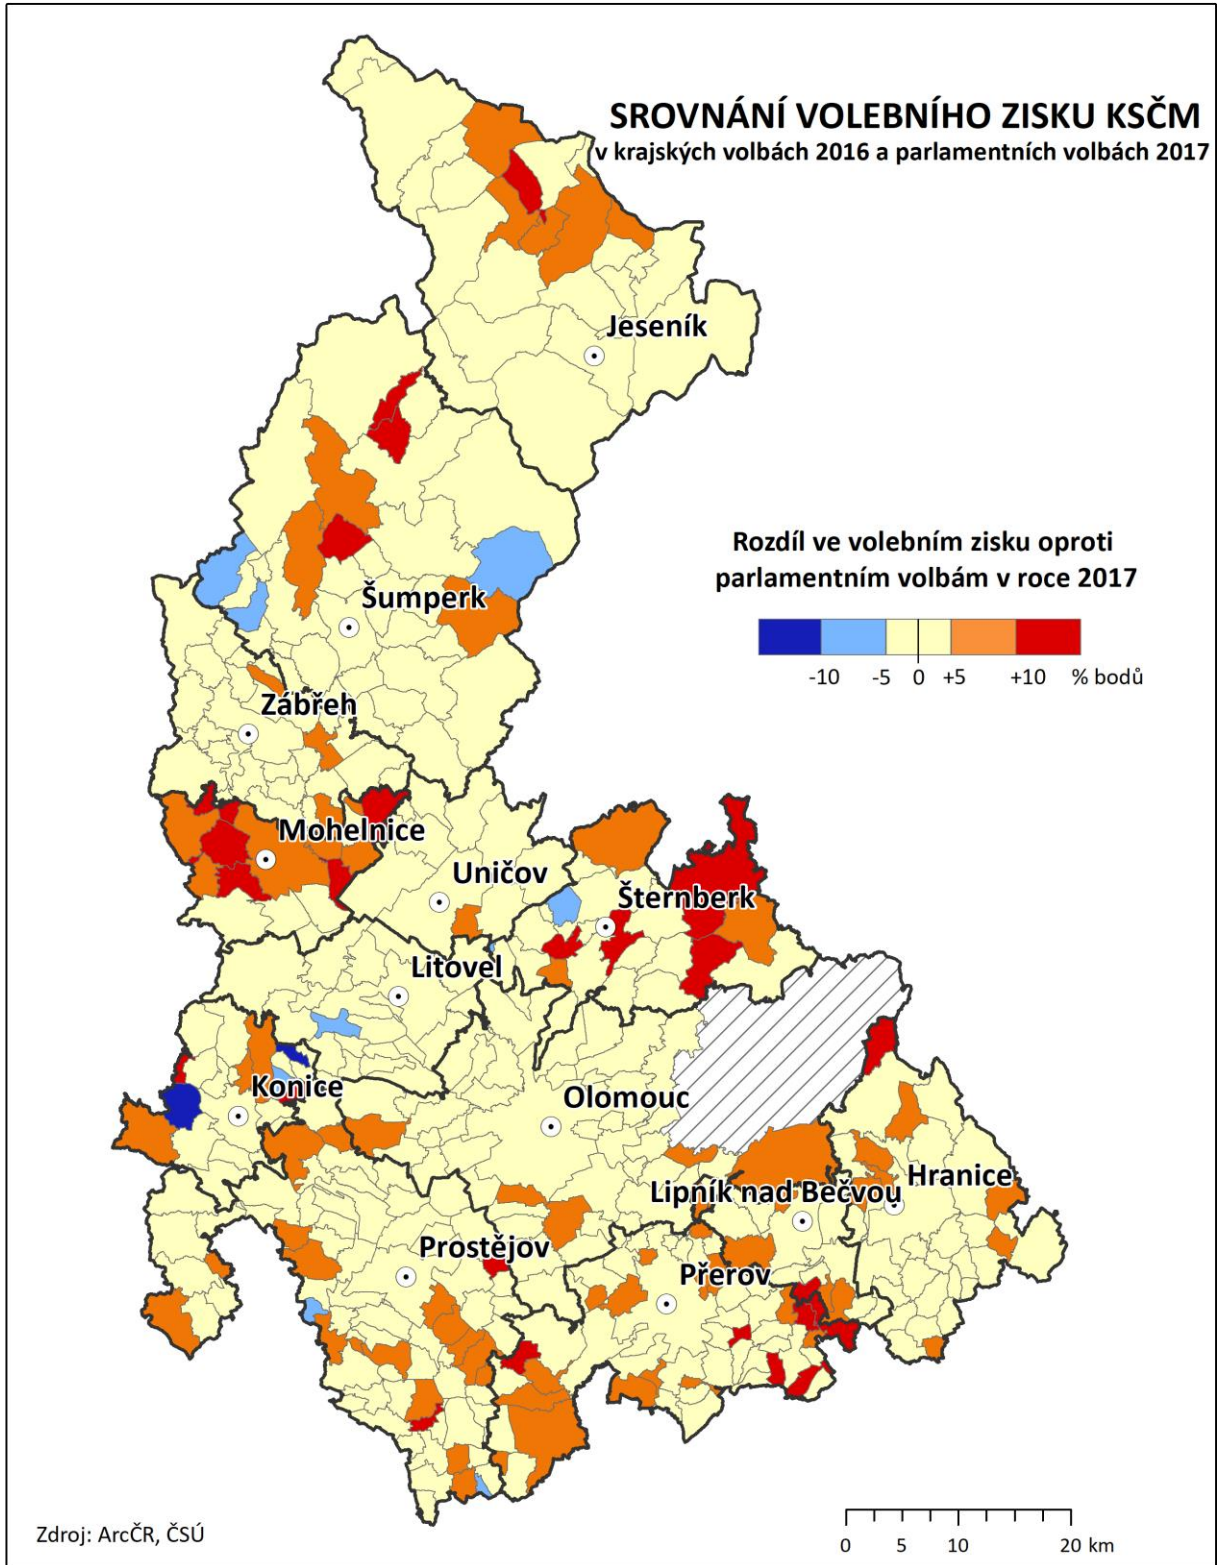 SROVNÁNÍ VOLEBNÍHO ZISKU KSČM
v krajských volbách 2016 a parlamentních volbách 2017
Jeseník
Rozdíl ve volebním zisku oproti
parlamentním volbám v roce 2017
-10 -5 0 +5 +10 % bodů
Šumperk
Zábřeh
Mohelnice
Uničov
Šternberk
Litovel
Konice
Olomouc
Hranice
Lipník nad Bečvou
Prostějov
Přerov
Zdroj: ArcČR, ČSÚ
0 5 10 20 km